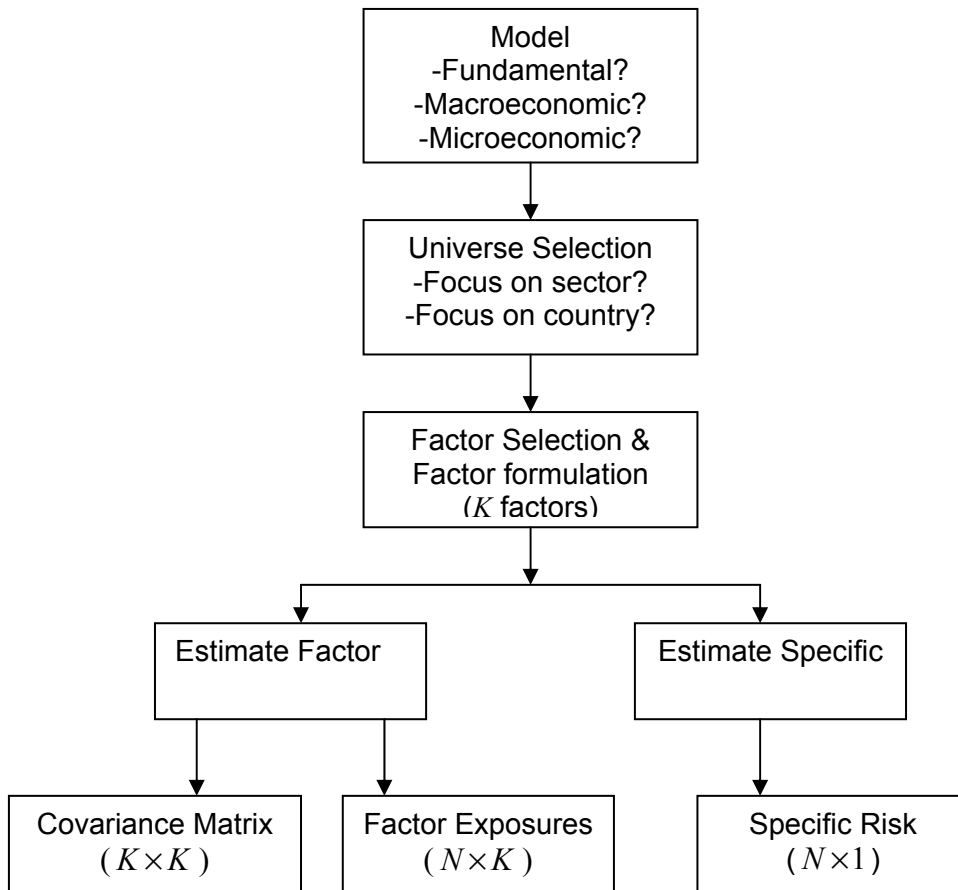 Model
-Fundamental?
-Macroeconomic?
-Microeconomic?
Universe Selection
-Focus on sector?
-Focus on country?
Factor Selection &
Factor formulation
(K factors)
Estimate Factor
Estimate Specific
Covariance Matrix
(K×K)
Factor Exposures
(N×K)
Specific Risk
(N×1)